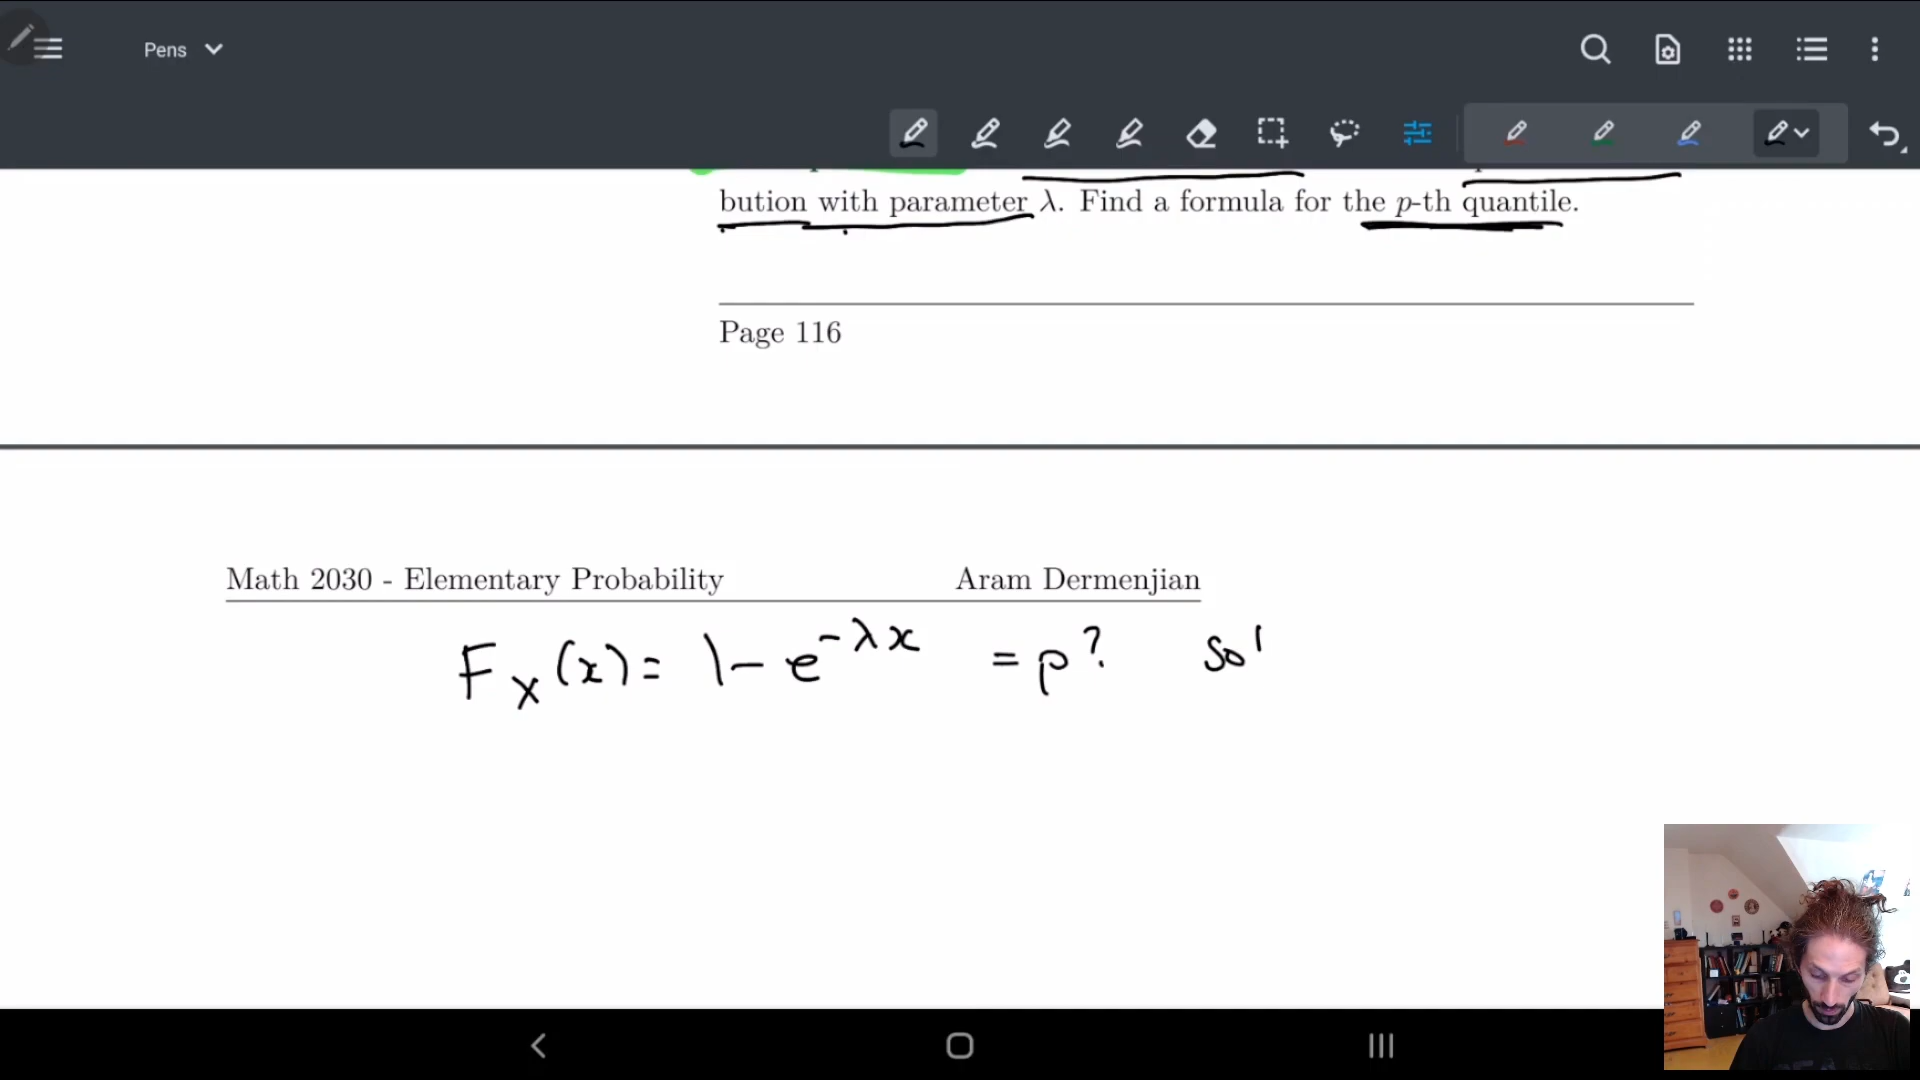 Pens
bution with parameter λ. Find a formula for the p-th quantile.
Page 116
Math 2030 - Elementary Probability Aram Dermenjian
F_X(x) = 1 - e^{-λx} = p? sol